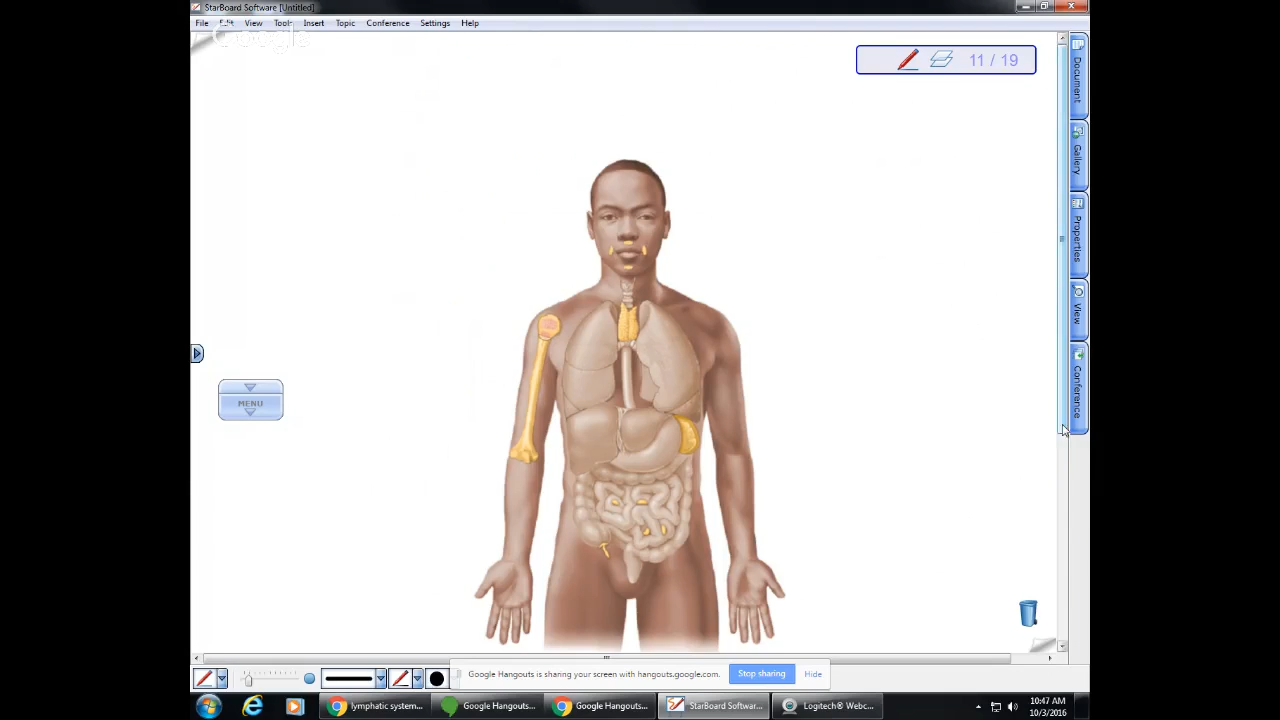 StarBoard Software [Untitled]
File Edit View Tools Insert Topic Conference Settings Help
Google
11 / 19
Document
Gallery
Properties
View
Conference
MENU
Google Hangouts is sharing your screen with hangouts.google.com.
Stop sharing
Hide
lymphatic system...
Google Hangouts...
Google Hangouts...
StarBoard Softwar...
Logitech® Webc...
10:47 AM
10/3/2016